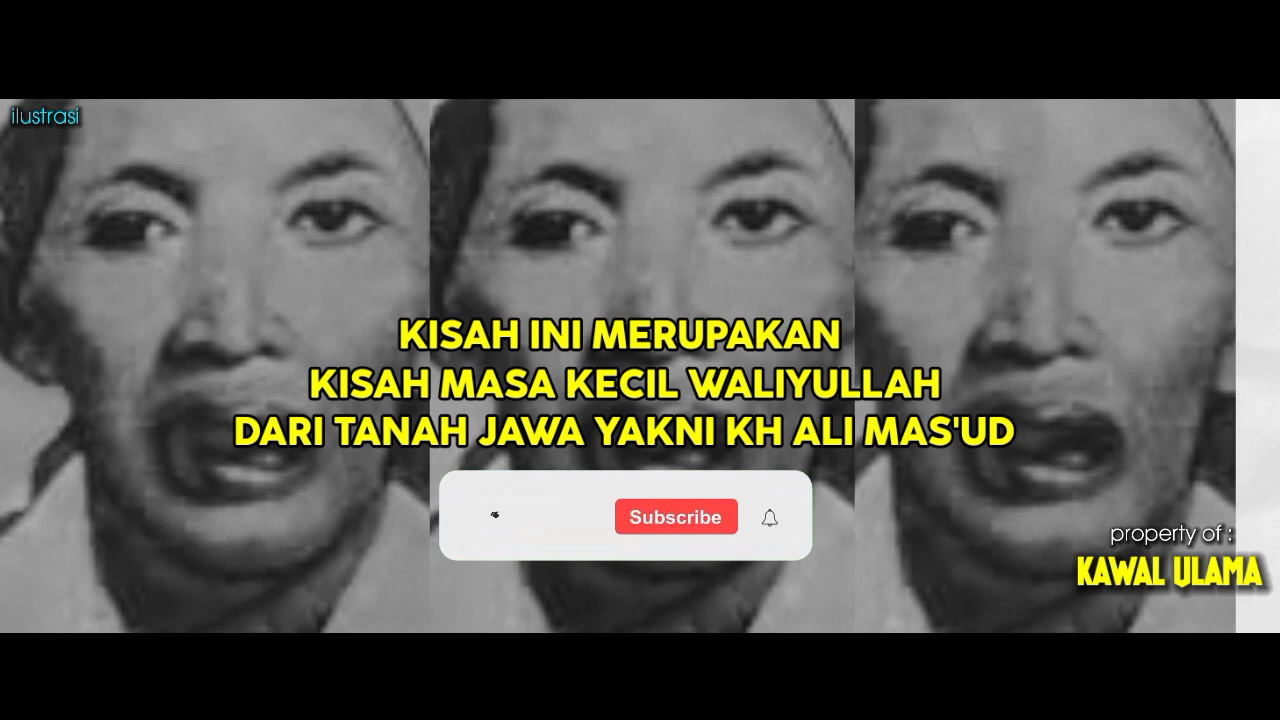 ilustrasi
KISAH INI MERUPAKAN
KISAH MASA KECIL WALIYULLAH
DARI TANAH JAWA YAKNI KH ALI MAS'UD
Subscribe
property of :
KAWAL ULAMA